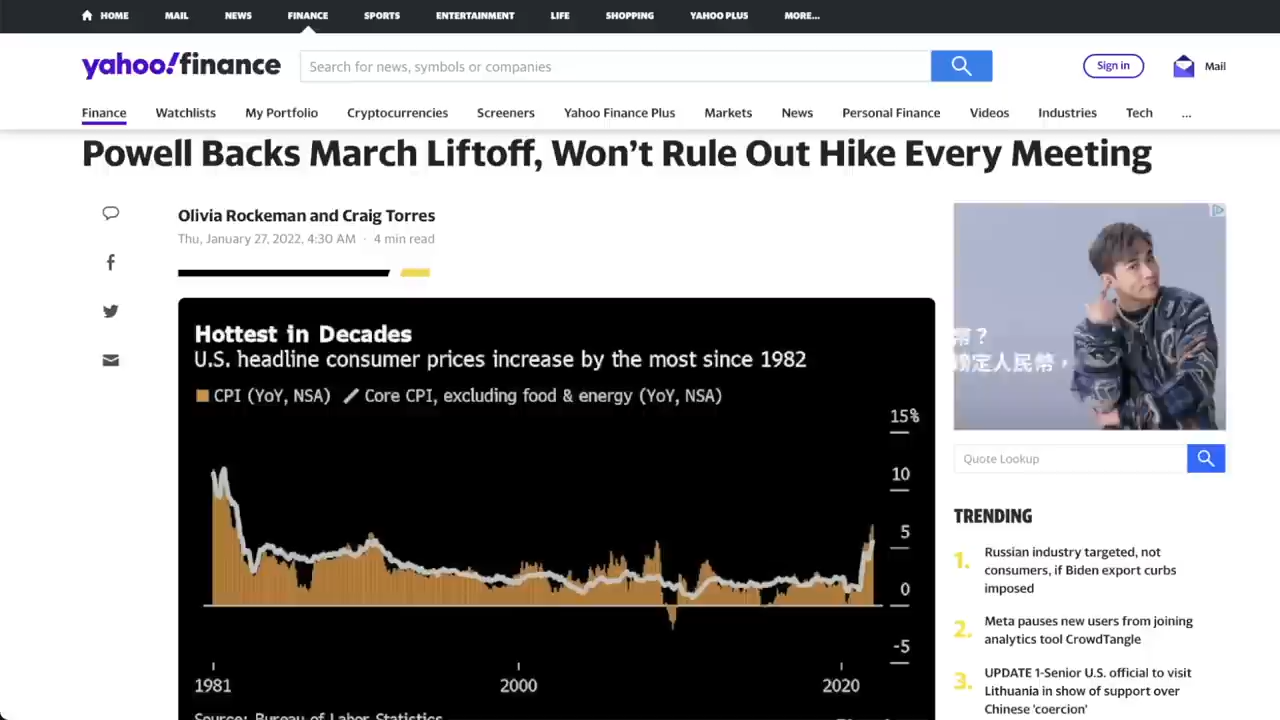 HOME MAIL NEWS FINANCE SPORTS ENTERTAINMENT LIFE SHOPPING YAHOO PLUS MORE...
yahoo!finance
Search for news, symbols or companies
Sign in
Mail
Finance Watchlists My Portfolio Cryptocurrencies Screeners Yahoo Finance Plus Markets News Personal Finance Videos Industries Tech ...
Powell Backs March Liftoff, Won’t Rule Out Hike Every Meeting
Olivia Rockeman and Craig Torres
Thu, January 27, 2022, 4:30 AM · 4 min read
Hottest in Decades
U.S. headline consumer prices increase by the most since 1982
CPI (YoY, NSA) Core CPI, excluding food & energy (YoY, NSA)
15%
10
5
0
-5
1981 2000 2020
Source: Bureau of Labor Statistics
幣？
鎖定人民幣，
Quote Lookup
TRENDING
1. Russian industry targeted, not
consumers, if Biden export curbs
imposed
2. Meta pauses new users from joining
analytics tool CrowdTangle
3. UPDATE 1-Senior U.S. official to visit
Lithuania in show of support over
Chinese 'coercion'